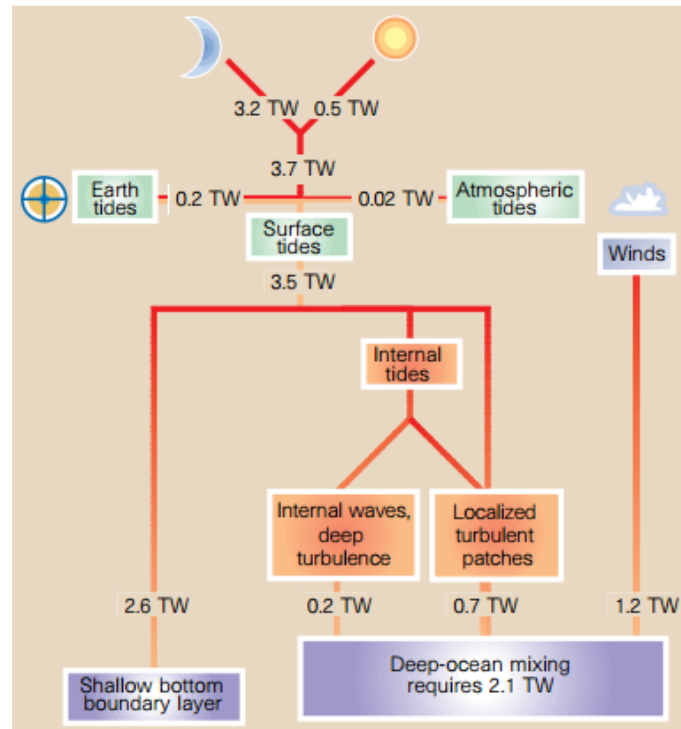 3.2 TW 0.5 TW
3.7 TW
Earth
tides
0.2 TW
0.02 TW
Atmospheric
tides
Surface
tides
Winds
3.5 TW
Internal
tides
Internal waves,
deep
turbulence
Localized
turbulent
patches
2.6 TW
0.2 TW
0.7 TW
1.2 TW
Shallow bottom
boundary layer
Deep-ocean mixing
requires 2.1 TW